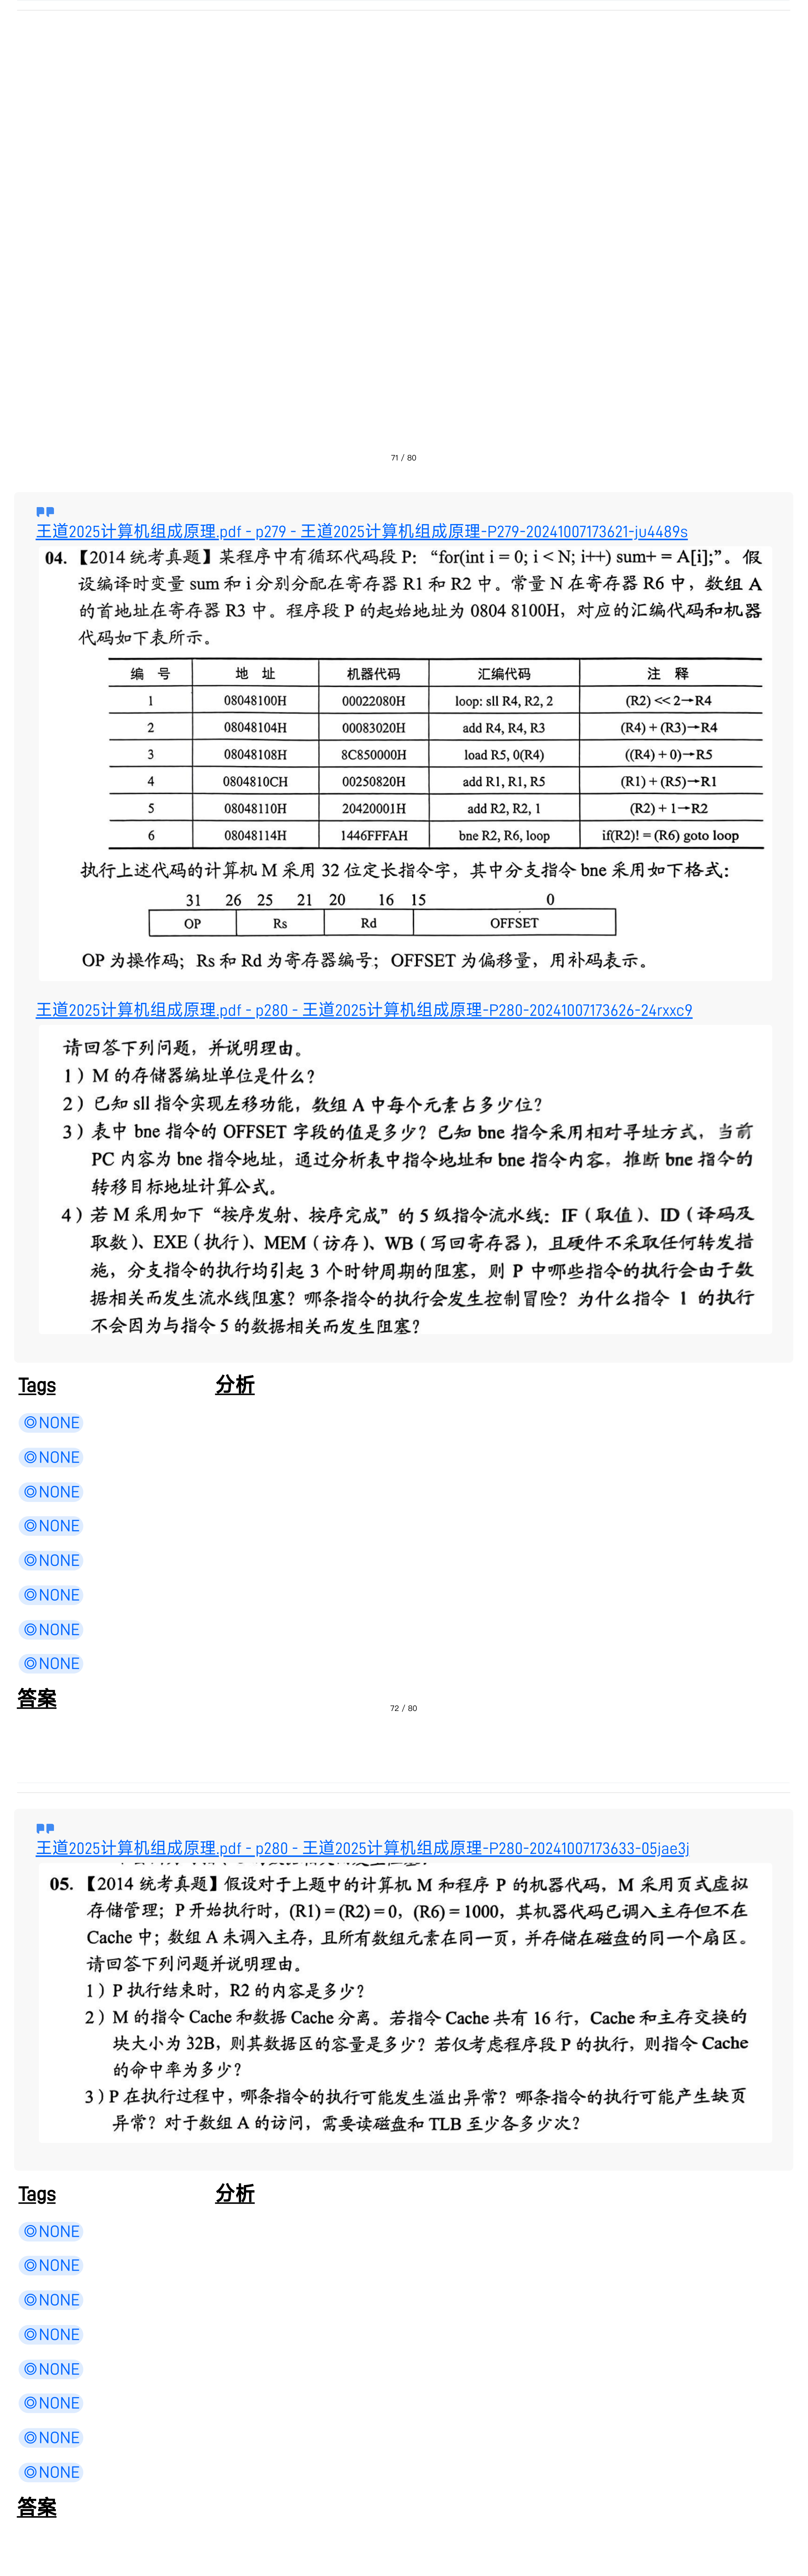 71 / 80
王道2025计算机组成原理.pdf - p279 - 王道2025计算机组成原理-P279-20241007173621-ju4489s
04.【2014 统考真题】某程序中有循环代码段 P：“for(int i = 0; i < N; i++) sum+ = A[i];”。假
设编译时变量 sum 和 i 分别分配在寄存器 R1 和 R2 中。常量 N 在寄存器 R6 中，数组 A
的首地址在寄存器 R3 中。程序段 P 的起始地址为 0804 8100H，对应的汇编代码和机器
代码如下表所示。
编 号 地 址 机器代码 汇编代码 注 释
1 08048100H 00022080H loop: sll R4, R2, 2 (R2) << 2→R4
2 08048104H 00083020H add R4, R4, R3 (R4) + (R3)→R4
3 08048108H 8C850000H load R5, 0(R4) ((R4) + 0)→R5
4 0804810CH 00250820H add R1, R1, R5 (R1) + (R5)→R1
5 08048110H 20420001H add R2, R2, 1 (R2) + 1→R2
6 08048114H 1446FFFAH bne R2, R6, loop if(R2)! = (R6) goto loop
执行上述代码的计算机 M 采用 32 位定长指令字，其中分支指令 bne 采用如下格式：
31 26 25 21 20 16 15 0
OP Rs Rd OFFSET
OP 为操作码；Rs 和 Rd 为寄存器编号；OFFSET 为偏移量，用补码表示。
王道2025计算机组成原理.pdf - p280 - 王道2025计算机组成原理-P280-20241007173626-24rxxc9
请回答下列问题，并说明理由。
1）M 的存储器编址单位是什么？
2）已知 sll 指令实现左移功能，数组 A 中每个元素占多少位？
3）表中 bne 指令的 OFFSET 字段的值是多少？已知 bne 指令采用相对寻址方式，当前
PC 内容为 bne 指令地址，通过分析表中指令地址和 bne 指令内容，推断 bne 指令的
转移目标地址计算公式。
4）若 M 采用如下“按序发射、按序完成”的 5 级指令流水线：IF（取值）、ID（译码及
取数）、EXE（执行）、MEM（访存）、WB（写回寄存器），且硬件不采取任何转发措
施，分支指令的执行均引起 3 个时钟周期的阻塞，则 P 中哪些指令的执行会由于数
据相关而发生流水线阻塞？哪条指令的执行会发生控制冒险？为什么指令 1 的执行
不会因为与指令 5 的数据相关而发生阻塞？
Tags 分析
◎NONE
◎NONE
◎NONE
◎NONE
◎NONE
◎NONE
◎NONE
◎NONE
答案
72 / 80
王道2025计算机组成原理.pdf - p280 - 王道2025计算机组成原理-P280-20241007173633-05jae3j
05.【2014 统考真题】假设对于上题中的计算机 M 和程序 P 的机器代码，M 采用页式虚拟
存储管理；P 开始执行时，(R1) = (R2) = 0，(R6) = 1000，其机器代码已调入主存但不在
Cache 中；数组 A 未调入主存，且所有数组元素在同一页，并存储在磁盘的同一个扇区。
请回答下列问题并说明理由。
1）P 执行结束时，R2 的内容是多少？
2）M 的指令 Cache 和数据 Cache 分离。若指令 Cache 共有 16 行，Cache 和主存交换的
块大小为 32B，则其数据区的容量是多少？若仅考虑程序段 P 的执行，则指令 Cache
的命中率为多少？
3）P 在执行过程中，哪条指令的执行可能发生溢出异常？哪条指令的执行可能产生缺页
异常？对于数组 A 的访问，需要读磁盘和 TLB 至少各多少次？
Tags 分析
◎NONE
◎NONE
◎NONE
◎NONE
◎NONE
◎NONE
◎NONE
◎NONE
答案